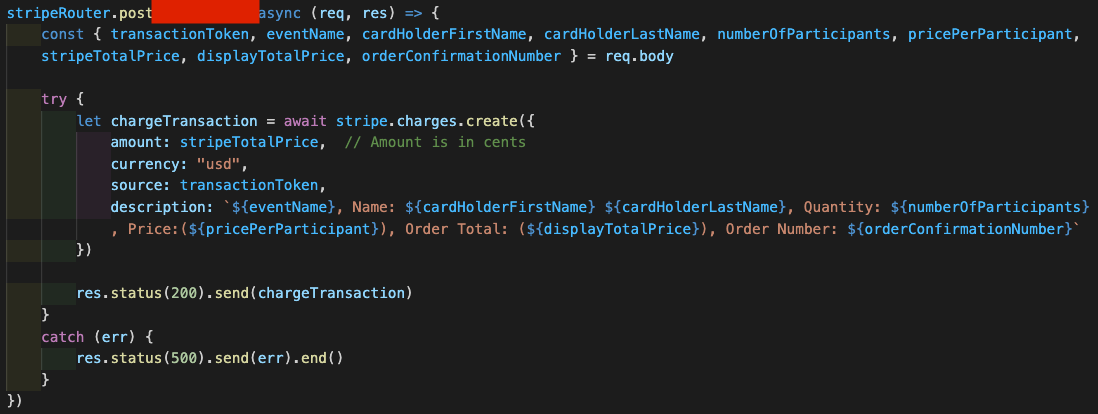 stripeRouter.post async (req, res) => {
const { transactionToken, eventName, cardHolderFirstName, cardHolderLastName, numberOfParticipants, pricePerParticipant,
stripeTotalPrice, displayTotalPrice, orderConfirmationNumber } = req.body
try {
let chargeTransaction = await stripe.charges.create({
amount: stripeTotalPrice,  // Amount is in cents
currency: "usd",
source: transactionToken,
description: `${eventName}, Name: ${cardHolderFirstName} ${cardHolderLastName}, Quantity: ${numberOfParticipants}
, Price:(${pricePerParticipant}), Order Total: (${displayTotalPrice}), Order Number: ${orderConfirmationNumber}`
})
res.status(200).send(chargeTransaction)
}
catch (err) {
res.status(500).send(err).end()
}
})